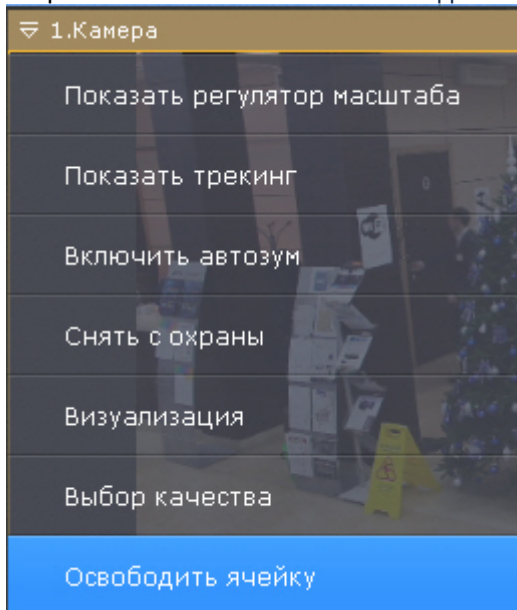 1.Камера
Показать регулятор масштаба
Показать трекинг
Включить автозум
Снять с охраны
Визуализация
Выбор качества
Освободить ячейку